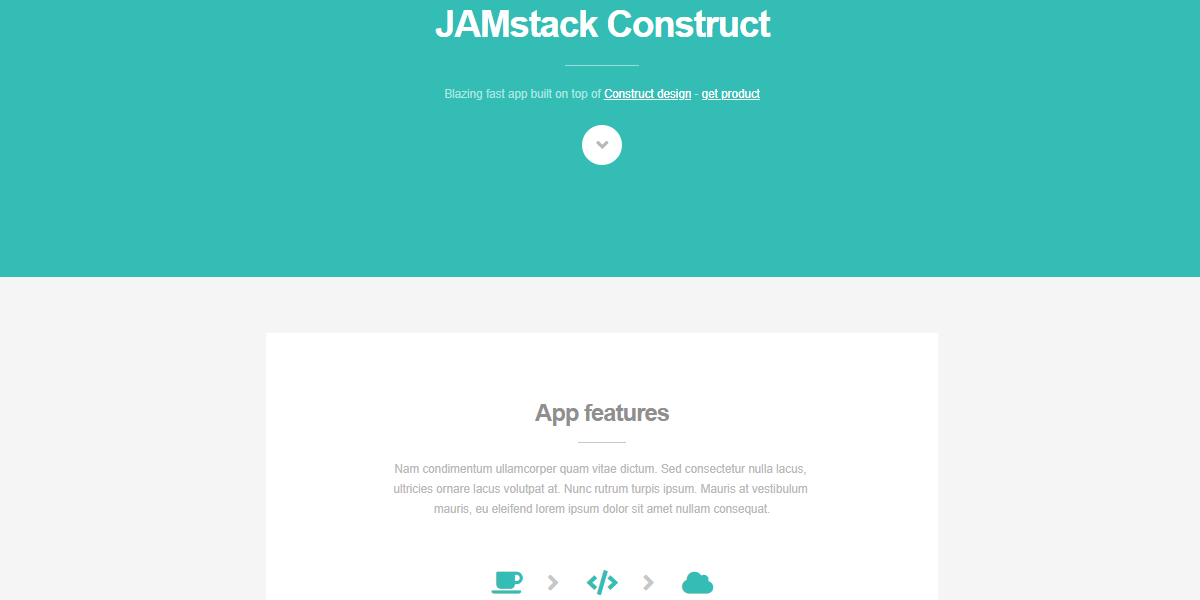 JAMstack Construct
Blazing fast app built on top of Construct design - get product
App features
Nam condimentum ullamcorper quam vitae dictum. Sed consectetur nulla lacus,
ultricies ornare lacus volutpat at. Nunc rutrum turpis ipsum. Mauris at vestibulum
mauris, eu eleifend lorem ipsum dolor sit amet nullam consequat.